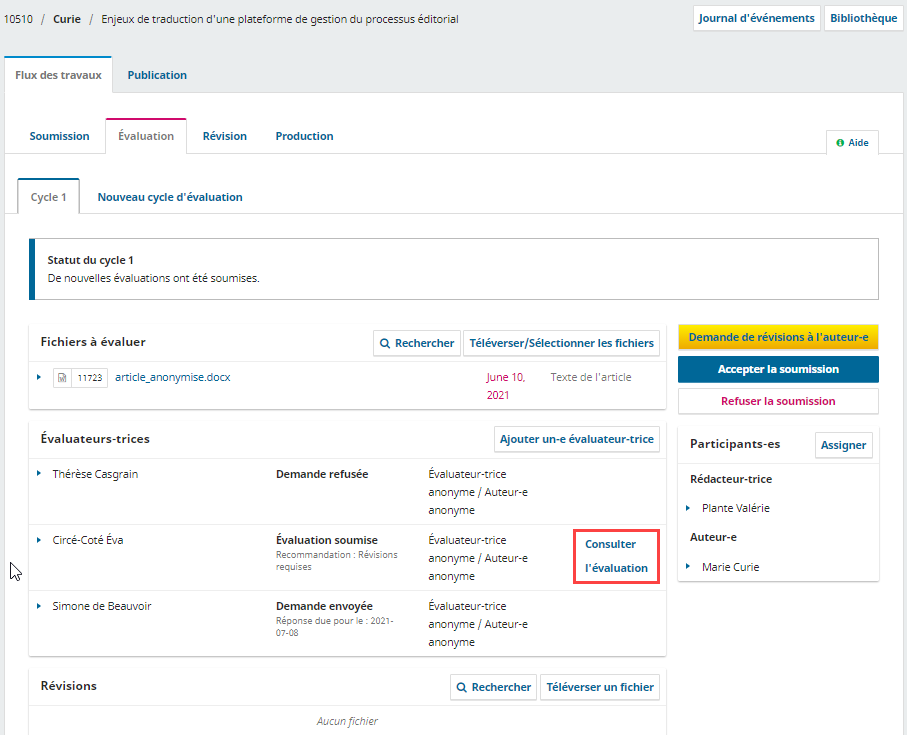 10510 / Curie / Enjeux de traduction d'une plateforme de gestion du processus éditorial
Journal d'événements
Bibliothèque
Flux des travaux
Publication
Soumission
Évaluation
Révision
Production
Aide
Cycle 1
Nouveau cycle d'évaluation
Statut du cycle 1
De nouvelles évaluations ont été soumises.
Fichiers à évaluer
Rechercher
Téléverser/Sélectionner les fichiers
11723 article_anonymise.docx
June 10,
2021
Texte de l'article
Évaluateurs-trices
Ajouter un-e évaluateur-trice
Thérèse Casgrain
Demande refusée
Évaluateur-trice
anonyme / Auteur-e
anonyme
Circé-Coté Éva
Évaluation soumise
Recommandation : Révisions
requises
Évaluateur-trice
anonyme / Auteur-e
anonyme
Consulter
l'évaluation
Simone de Beauvoir
Demande envoyée
Réponse due pour le : 2021-
07-08
Évaluateur-trice
anonyme / Auteur-e
anonyme
Révisions
Rechercher
Téléverser un fichier
Aucun fichier
Demande de révisions à l'auteur-e
Accepter la soumission
Refuser la soumission
Participants-es
Assigner
Rédacteur-trice
Plante Valérie
Auteur-e
Marie Curie